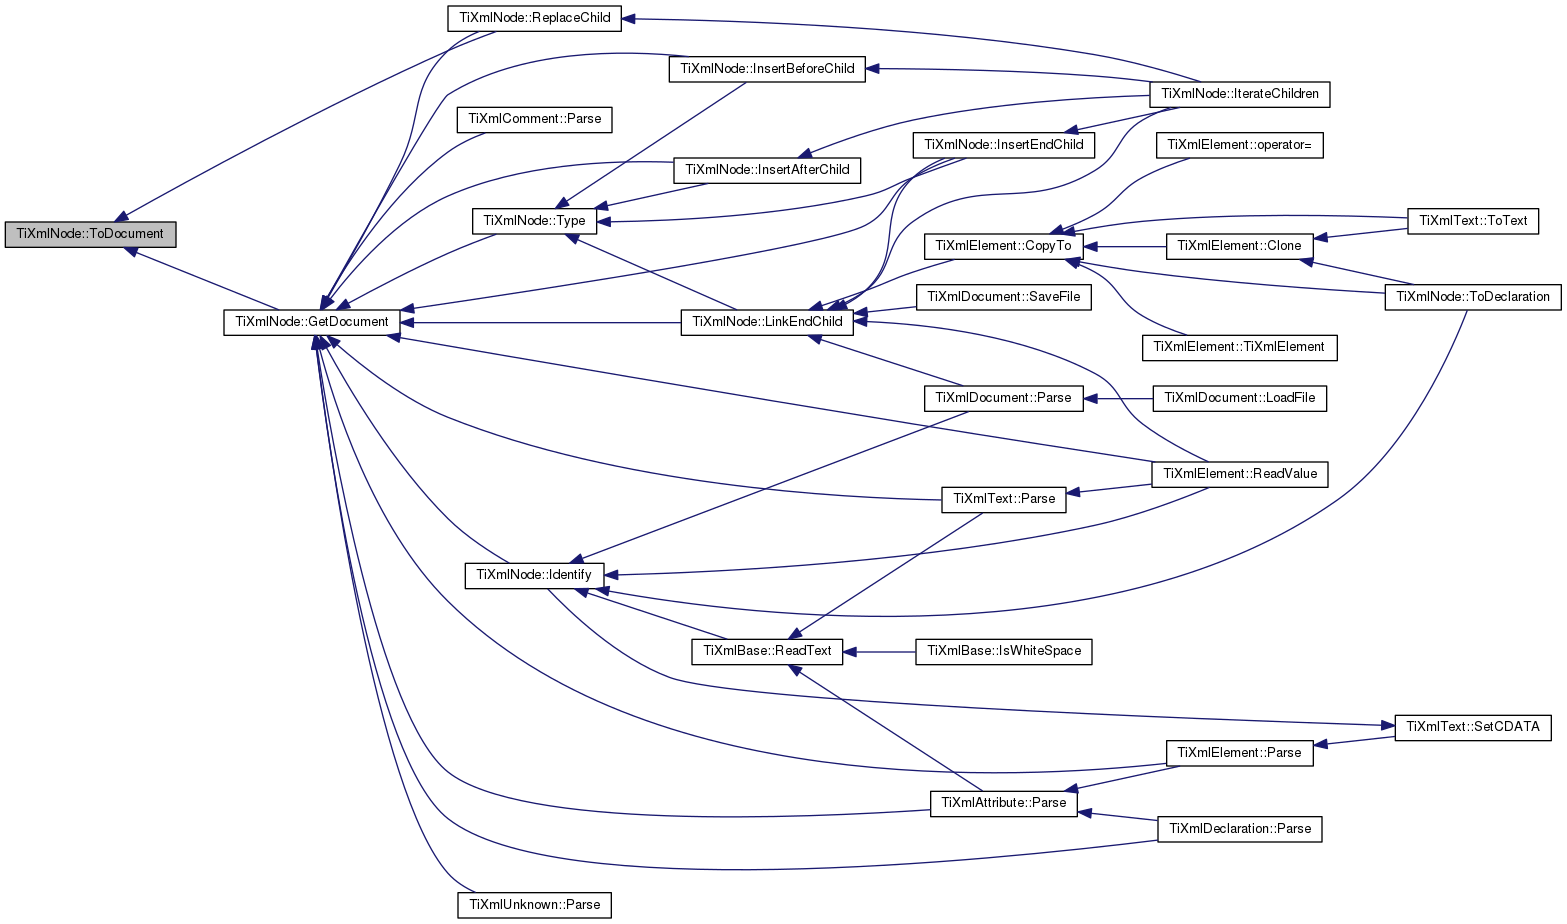 TiXmlNode::ReplaceChild
TiXmlNode::InsertBeforeChild
TiXmlNode::IterateChildren
TiXmlComment::Parse
TiXmlNode::InsertEndChild
TiXmlElement::operator=
TiXmlNode::InsertAfterChild
TiXmlNode::Type
TiXmlText::ToText
TiXmlNode::ToDocument
TiXmlElement::CopyTo
TiXmlElement::Clone
TiXmlDocument::SaveFile
TiXmlNode::ToDeclaration
TiXmlNode::GetDocument
TiXmlNode::LinkEndChild
TiXmlElement::TiXmlElement
TiXmlDocument::Parse
TiXmlDocument::LoadFile
TiXmlElement::ReadValue
TiXmlText::Parse
TiXmlNode::Identify
TiXmlBase::ReadText
TiXmlBase::IsWhiteSpace
TiXmlText::SetCDATA
TiXmlElement::Parse
TiXmlAttribute::Parse
TiXmlDeclaration::Parse
TiXmlUnknown::Parse